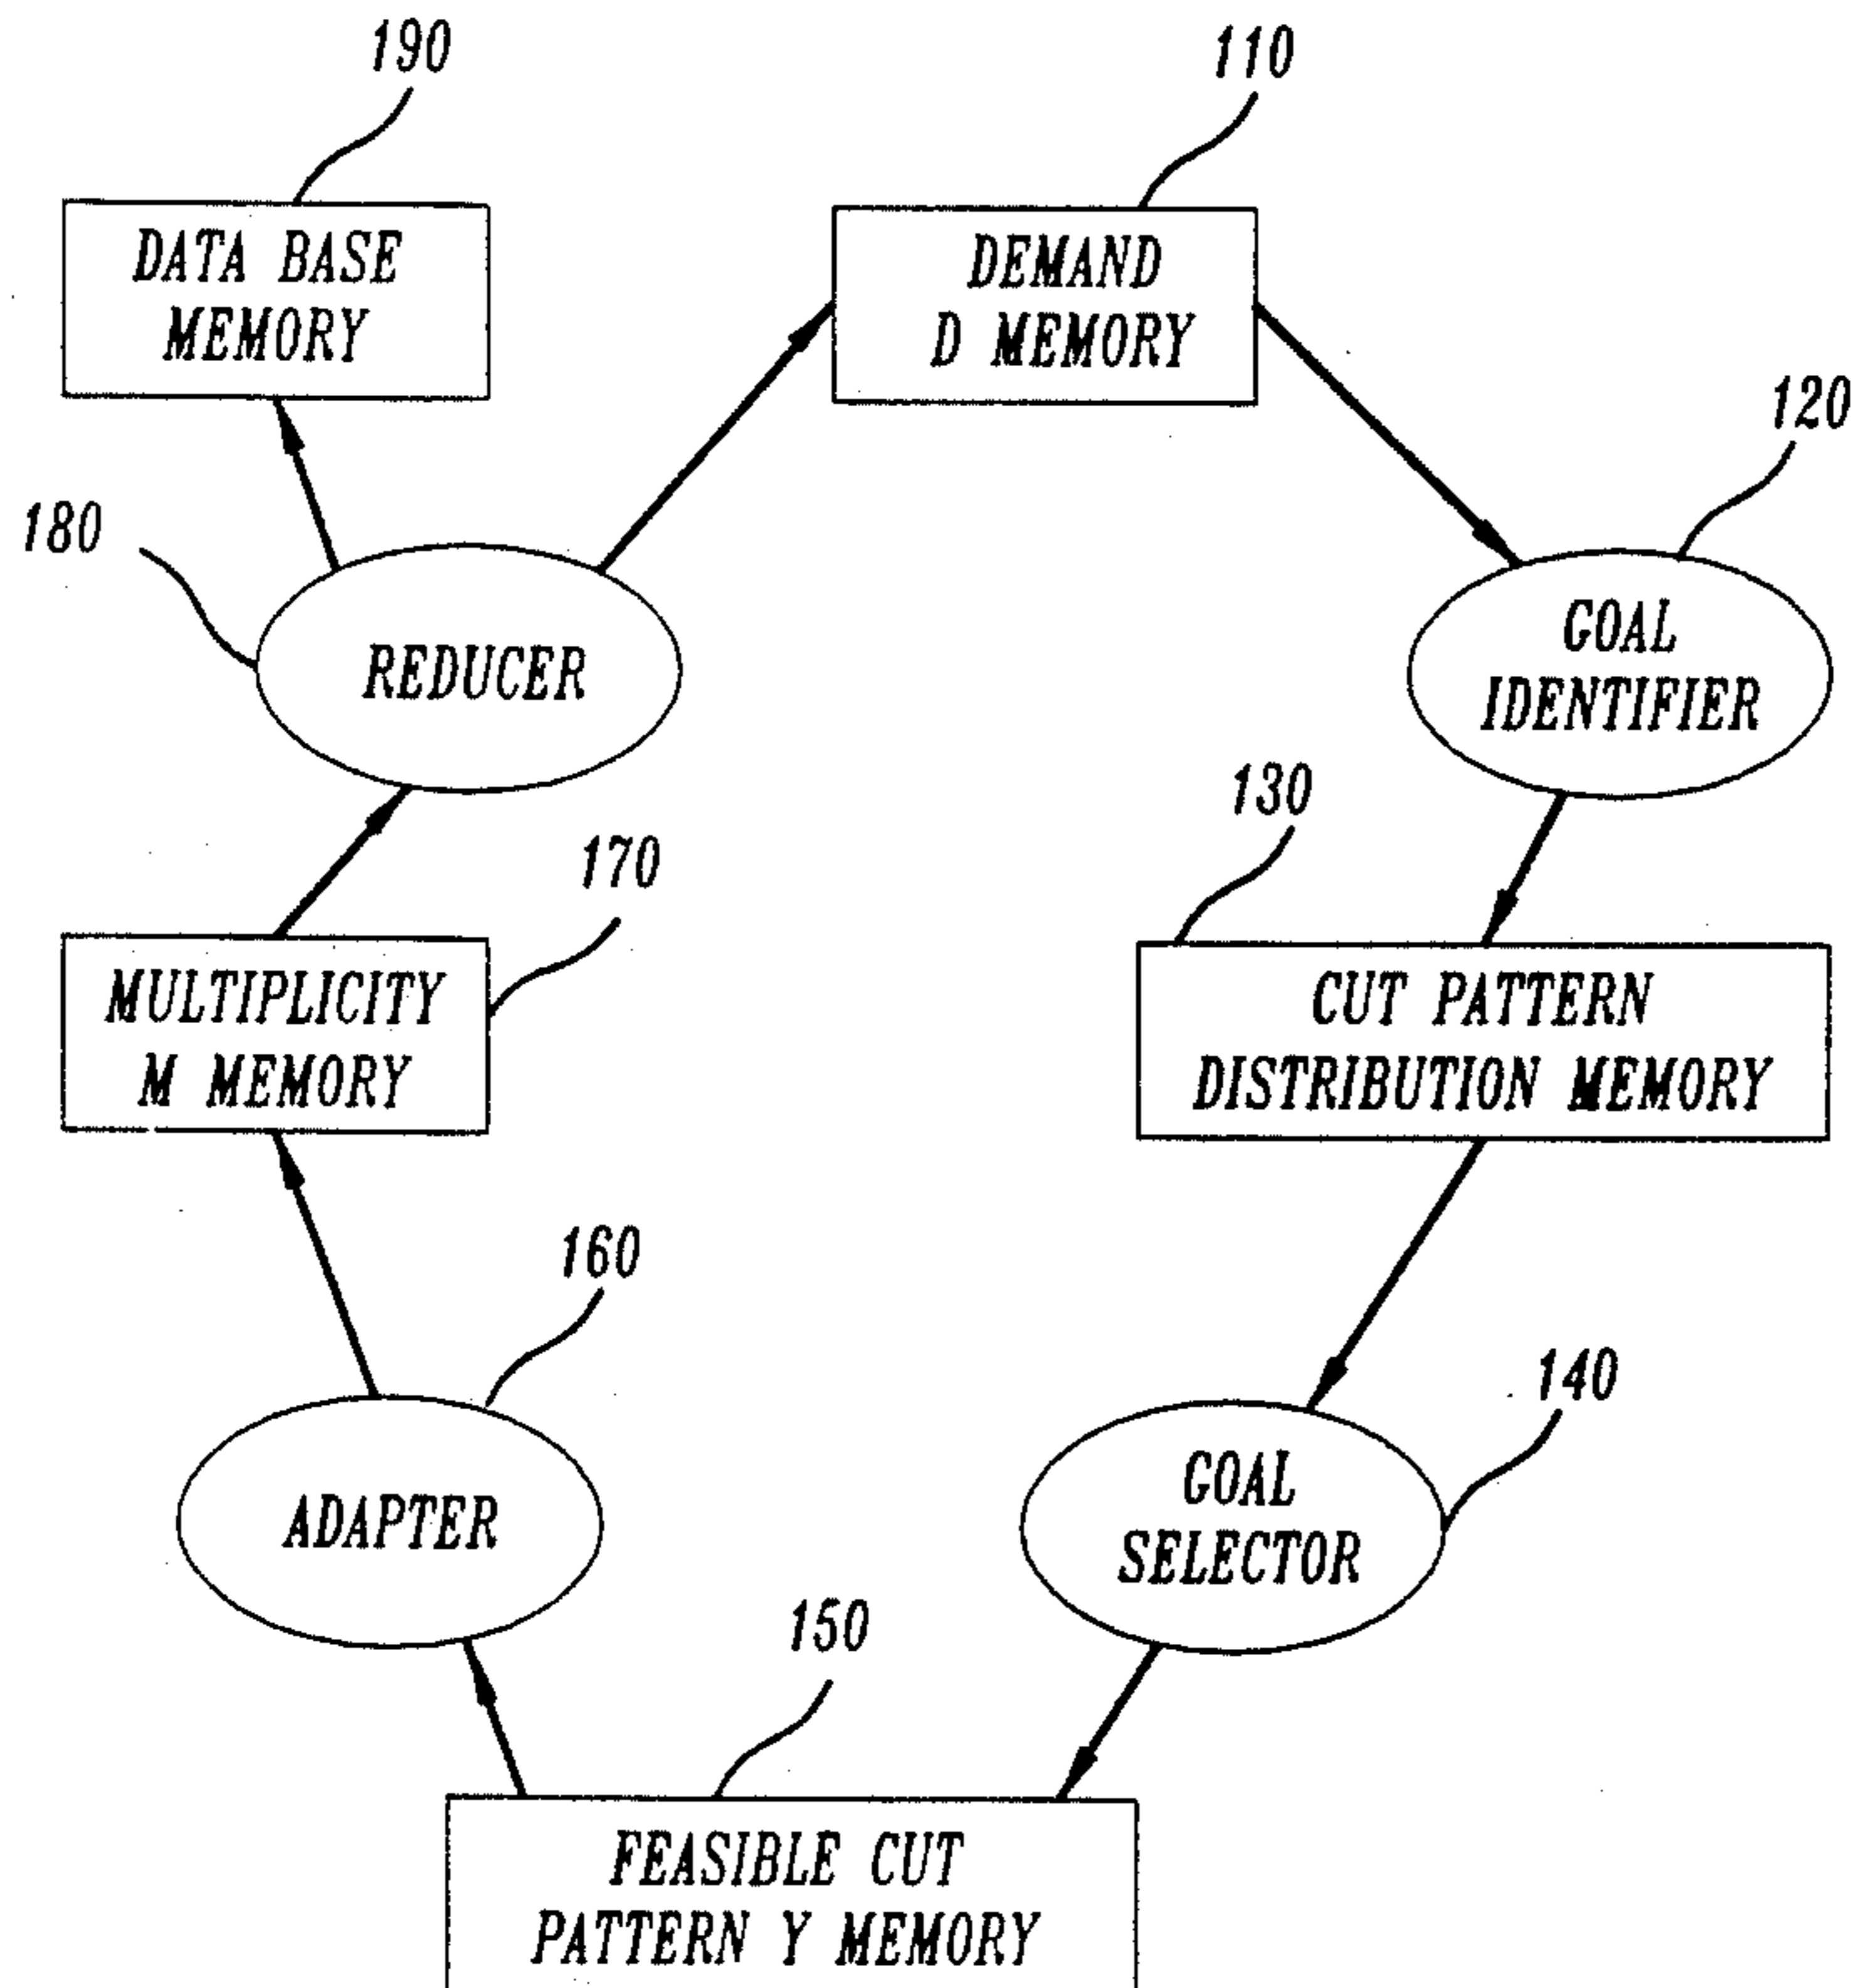 190
110
DATA BASE
MEMORY
DEMAND
D MEMORY
120
180
REDUCER
GOAL
IDENTIFIER
130
170
MULTIPLICITY
M MEMORY
CUT PATTERN
DISTRIBUTION MEMORY
160
140
ADAPTER
GOAL
SELECTOR
150
FEASIBLE CUT
PATTERN Y MEMORY